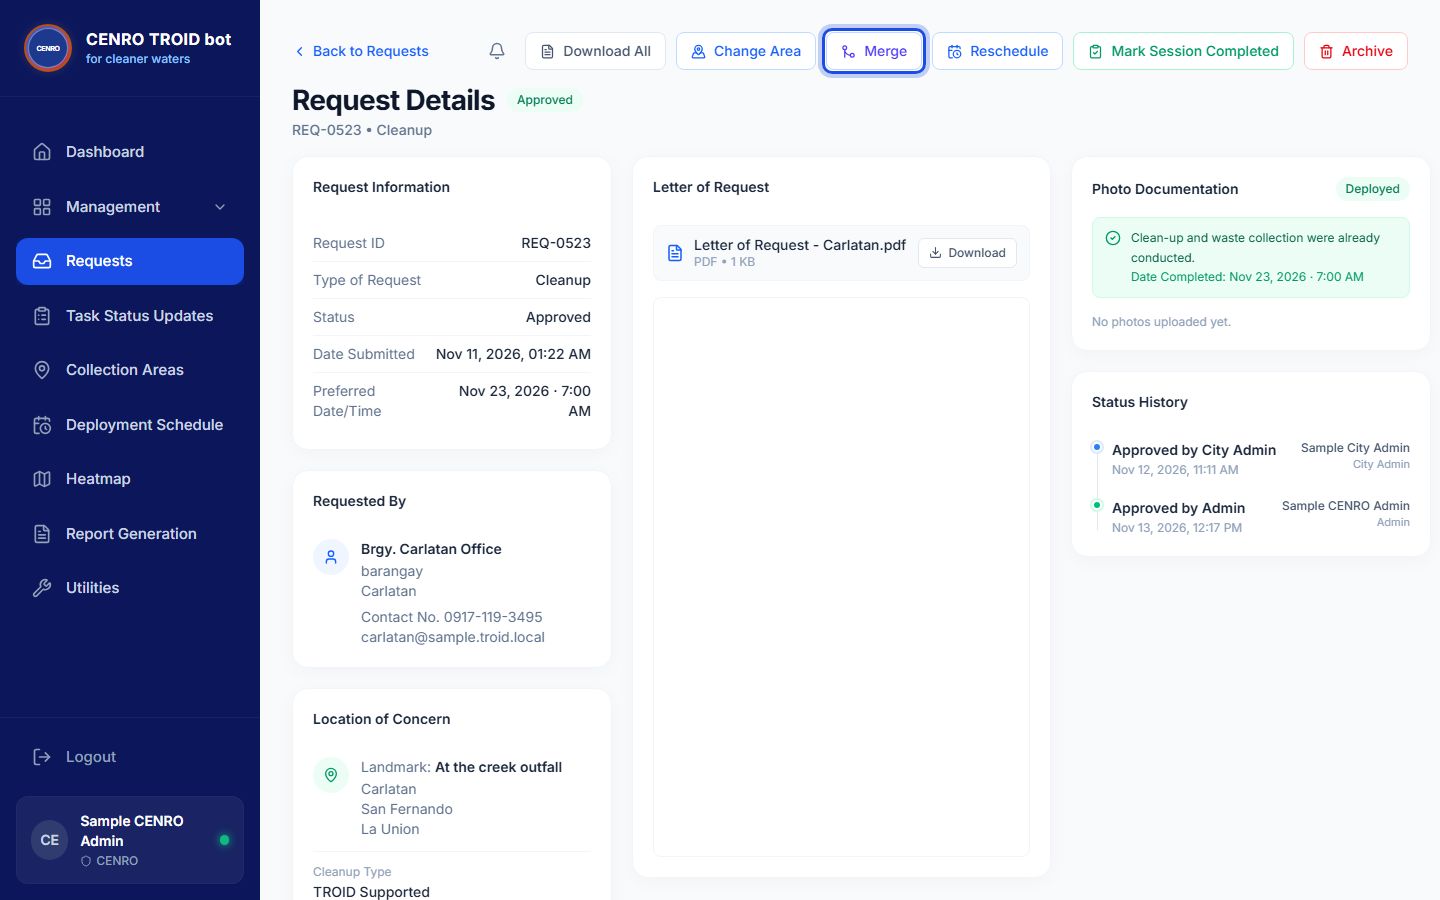 CENRO
CENRO TROID bot
for cleaner waters
Dashboard
Management
Requests
Task Status Updates
Collection Areas
Deployment Schedule
Heatmap
Report Generation
Utilities
Logout
CE
Sample CENRO
Admin
CENRO
Back to Requests
Download All
Change Area
Merge
Reschedule
Mark Session Completed
Archive
Request Details
Approved
REQ-0523 • Cleanup
Request Information
Request ID REQ-0523
Type of Request Cleanup
Status Approved
Date Submitted Nov 11, 2026, 01:22 AM
Preferred Nov 23, 2026 · 7:00
Date/Time AM
Requested By
Brgy. Carlatan Office
barangay
Carlatan
Contact No. 0917-119-3495
carlatan@sample.troid.local
Location of Concern
Landmark: At the creek outfall
Carlatan
San Fernando
La Union
Cleanup Type
TROID Supported
Letter of Request
Letter of Request - Carlatan.pdf
PDF • 1 KB
Download
Photo Documentation
Deployed
Clean-up and waste collection were already
conducted.
Date Completed: Nov 23, 2026 · 7:00 AM
No photos uploaded yet.
Status History
Approved by City Admin Sample City Admin
Nov 12, 2026, 11:11 AM City Admin
Approved by Admin Sample CENRO Admin
Nov 13, 2026, 12:17 PM Admin